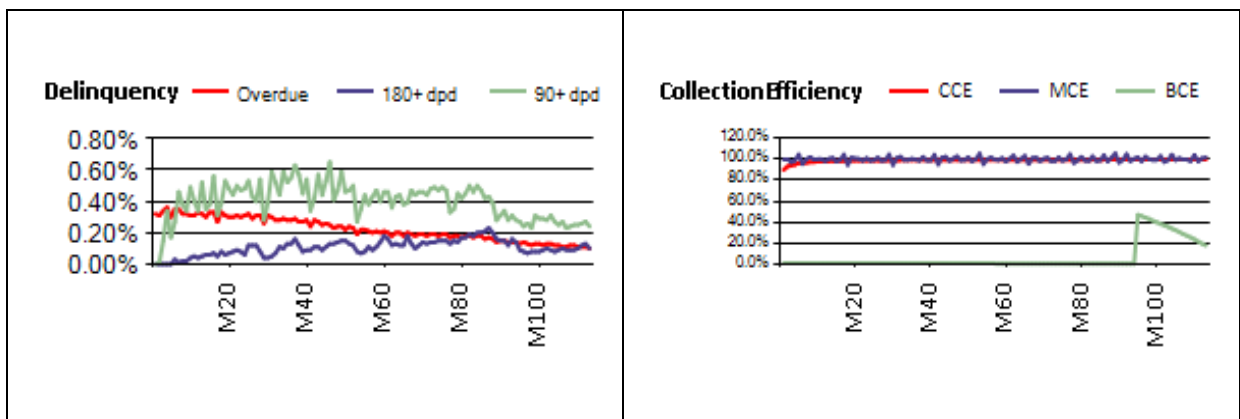 Delinquency Overdue 180+ dpd 90+ dpd
0.80%
0.60%
0.40%
0.20%
0.00%
M20
M40
M60
M80
M100
Collection Efficiency CCE MCE BCE
120.0%
100.0%
80.0%
60.0%
40.0%
20.0%
0.0%
M20
M40
M60
M80
M100